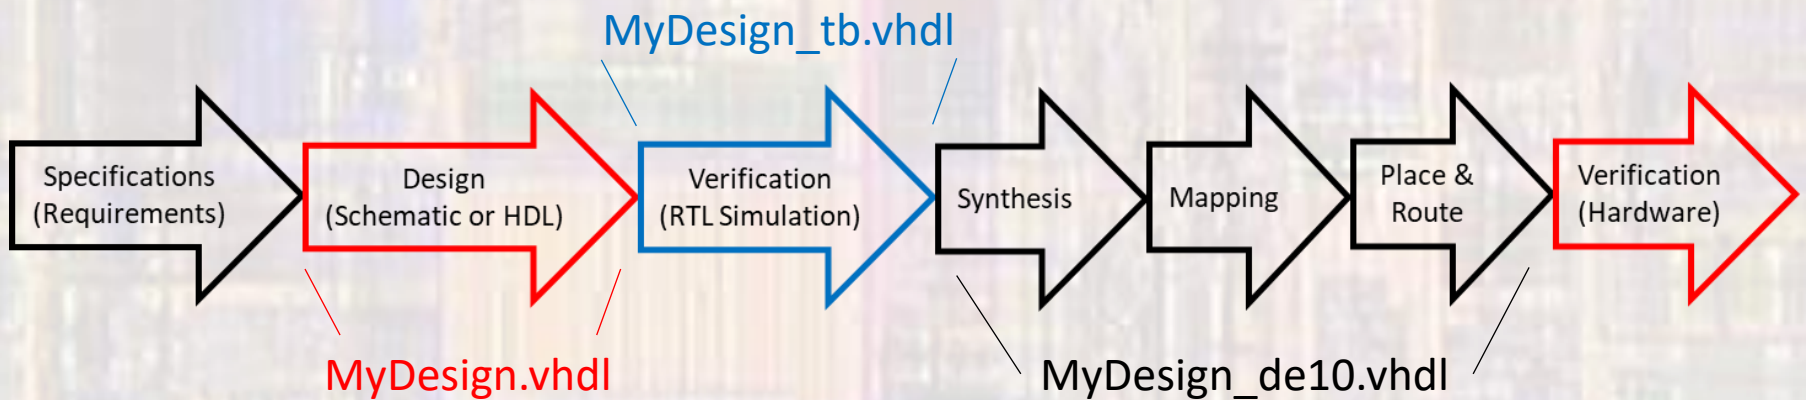 MyDesign_tb.vhdl
Specifications
(Requirements)
Design
(Schematic or HDL)
Verification
(RTL Simulation)
Synthesis
Mapping
Place &
Route
Verification
(Hardware)
MyDesign.vhdl
MyDesign_de10.vhdl